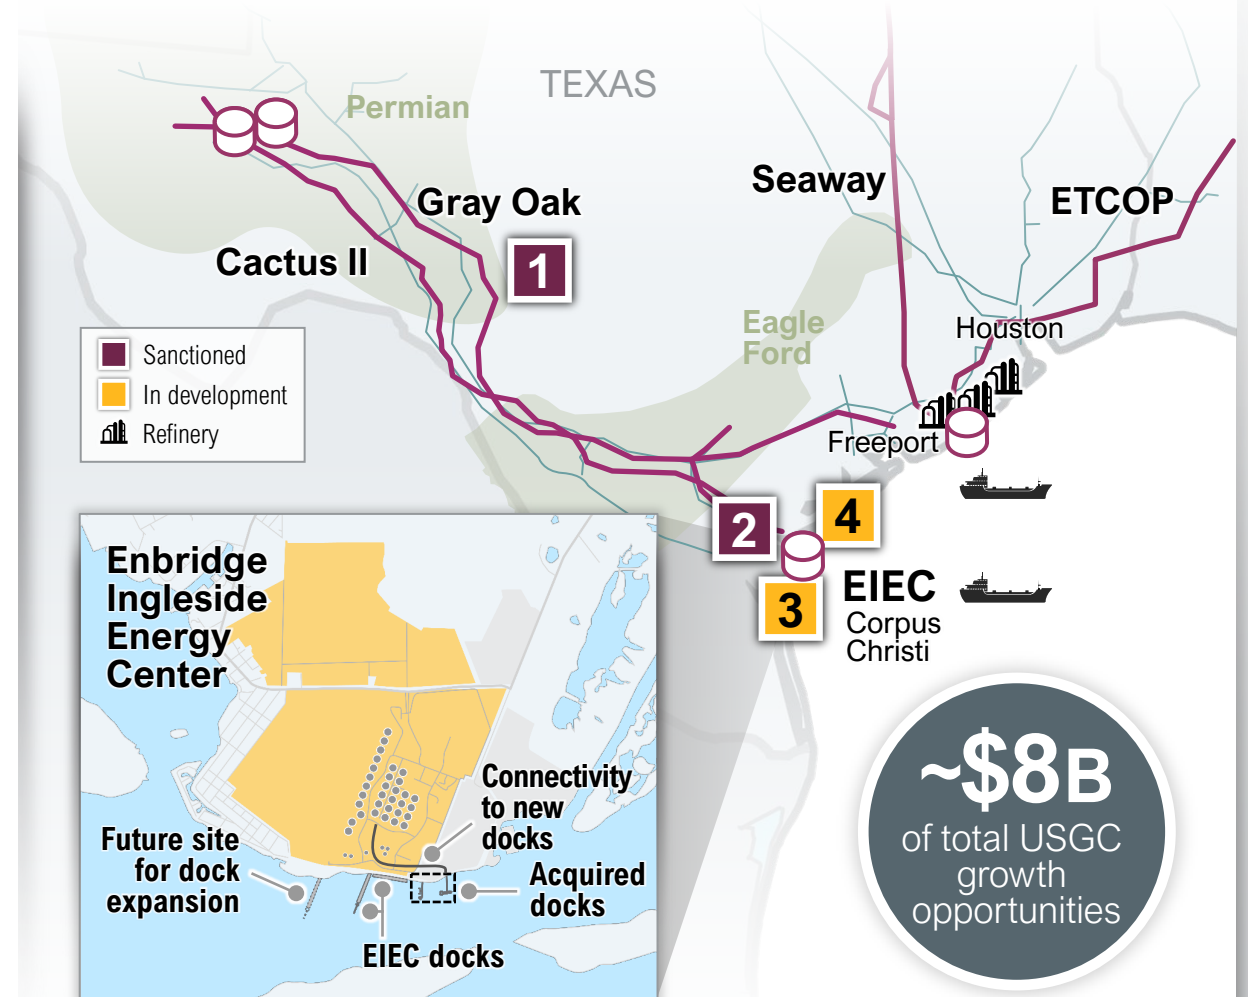 TEXAS
Permian
Seaway
Gray Oak
ETCOP
Cactus II
1
Eagle
Ford
Houston
Sanctioned
In development
Refinery
Freeport
2
4
3
EIEC
Corpus
Christi
Enbridge
Ingleside
Energy
Center
Connectivity
to new
docks
Future site
for dock
expansion
Acquired
docks
EIEC docks
~$8B
of total USGC
growth
opportunities